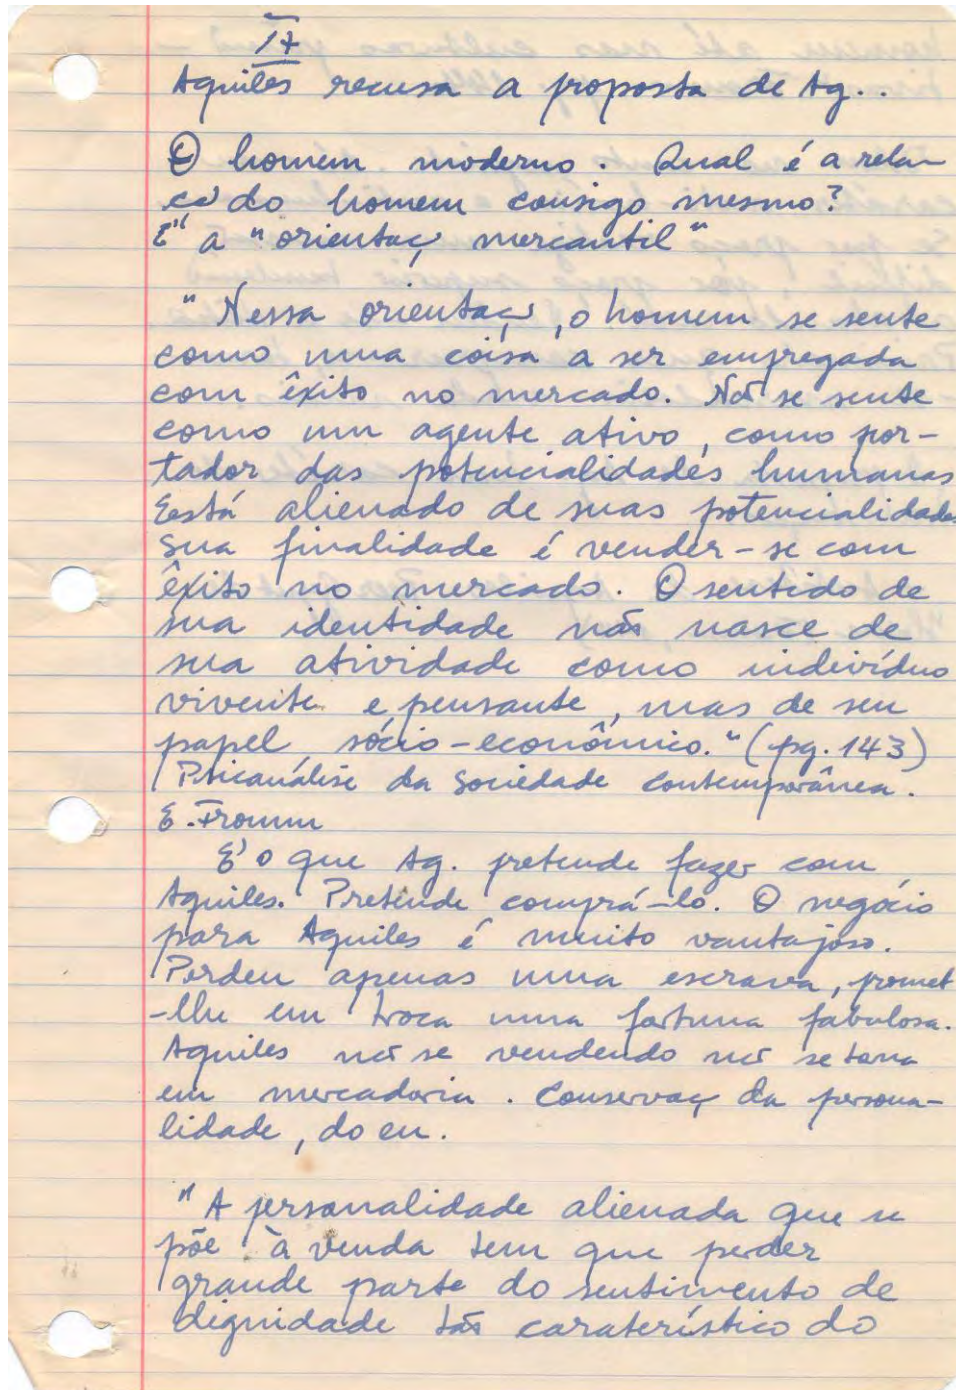 IX
Aquiles recusa a proposta de Ag..
O homem moderno. Qual é a rela-
ç do homem consigo mesmo?
E' a "orientaç mercantil"
"Nessa orientaç, o homem se sente
como uma coisa a ser empregada
com êxito no mercado. Nã se sente
como um agente ativo, como por-
tador das potencialidades humanas
Está alienado de suas potencialidades
Sua finalidade é vender-se com
êxito no mercado. O sentido de
sua identidade não nasce de
sua atividade como indivíduo
vivente e pensante, mas de seu
papel sócio-econômico." (pg. 143)
Psicanálise da Sociedade Contemporânea.
E. Fromm
E' o que Ag. pretende fazer com
Aquiles. Pretende comprá-lo. O negócio
para Aquiles é muito vantajoso.
Perdeu apenas uma escrava, promet
-lhe em troca uma fortuna fabulosa.
Aquiles nã se vendendo nã se torna
em mercadoria. Conservaç da persona-
lidade, do eu.
"A personalidade alienada que se
põe à venda tem que perder
grande parte do sentimento de
dignidade tão caraterístico do